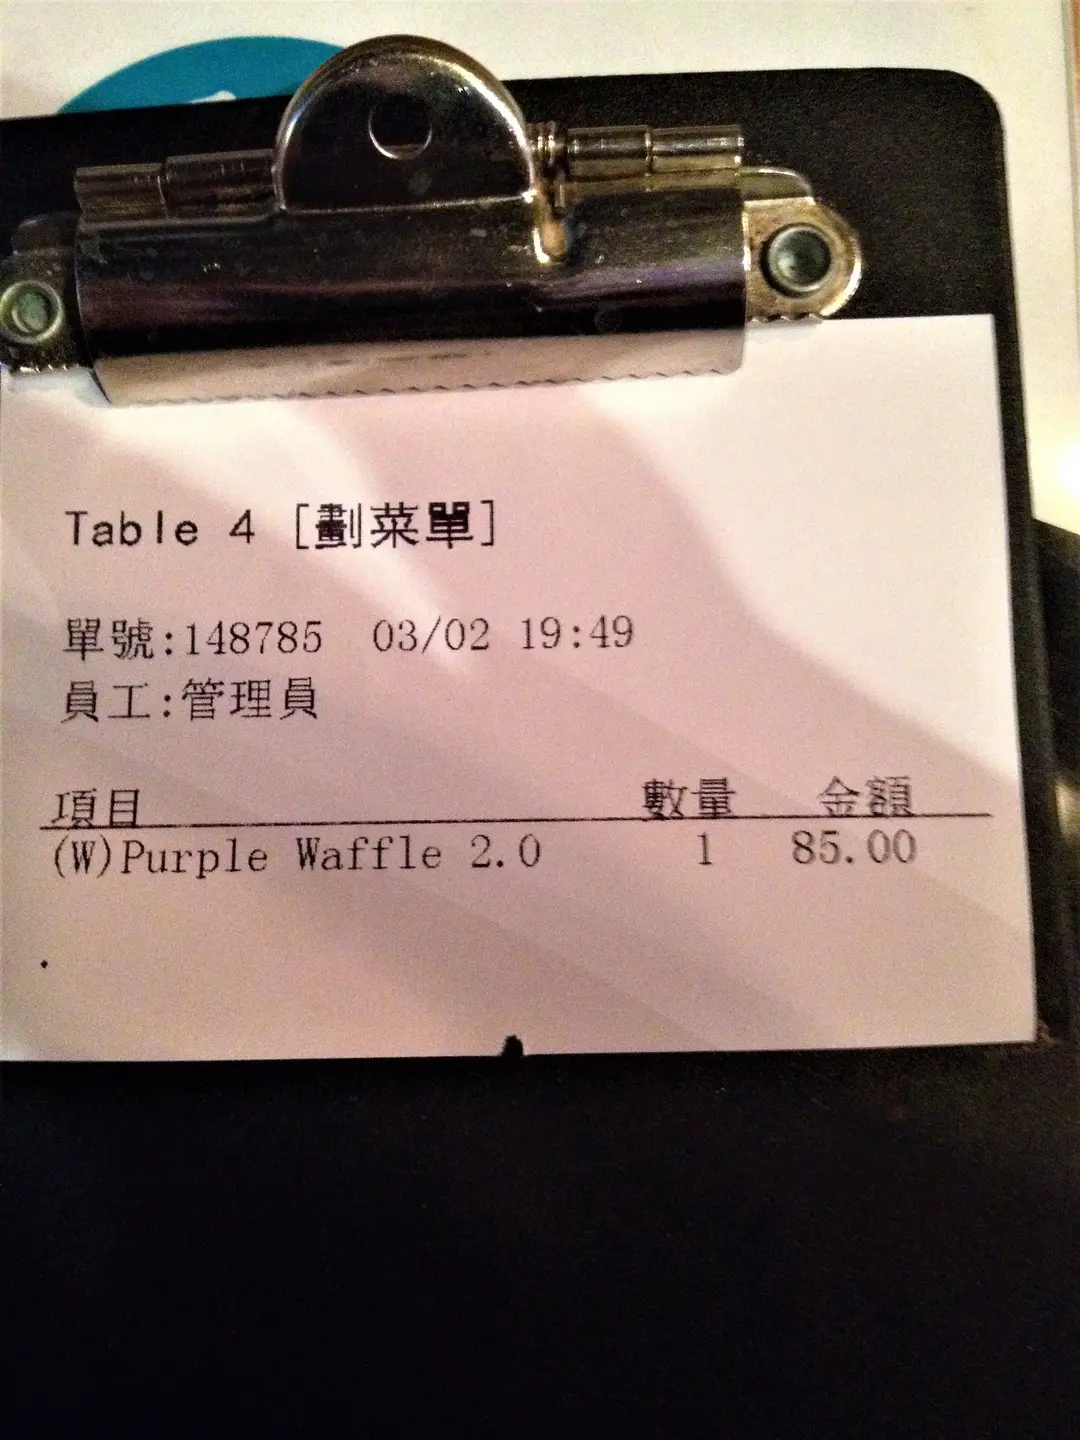 Table 4 [劃菜單]
單號:148785 03/02 19:49
員工:管理員
項目 數量 金額
(W)Purple Waffle 2.0 1 85.00